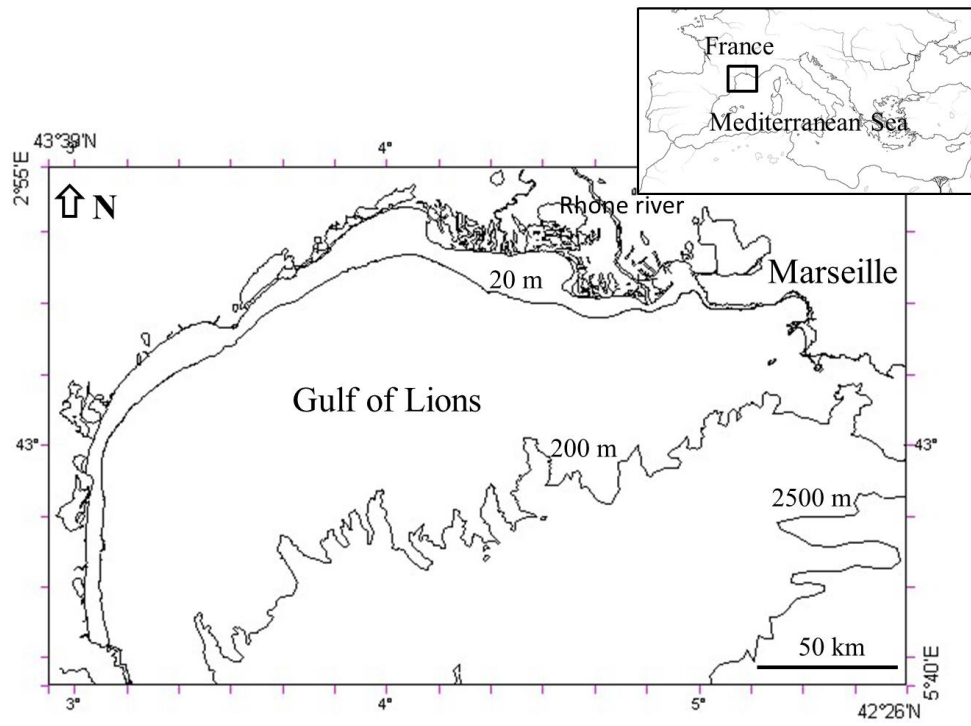 France
Mediterranean Sea
43°39'N
3°
4°
2°55'E
N
Rhone river
Marseille
20 m
Gulf of Lions
43°
200 m
43°
2500 m
50 km
5°40'E
3°
4°
5°
42°26'N